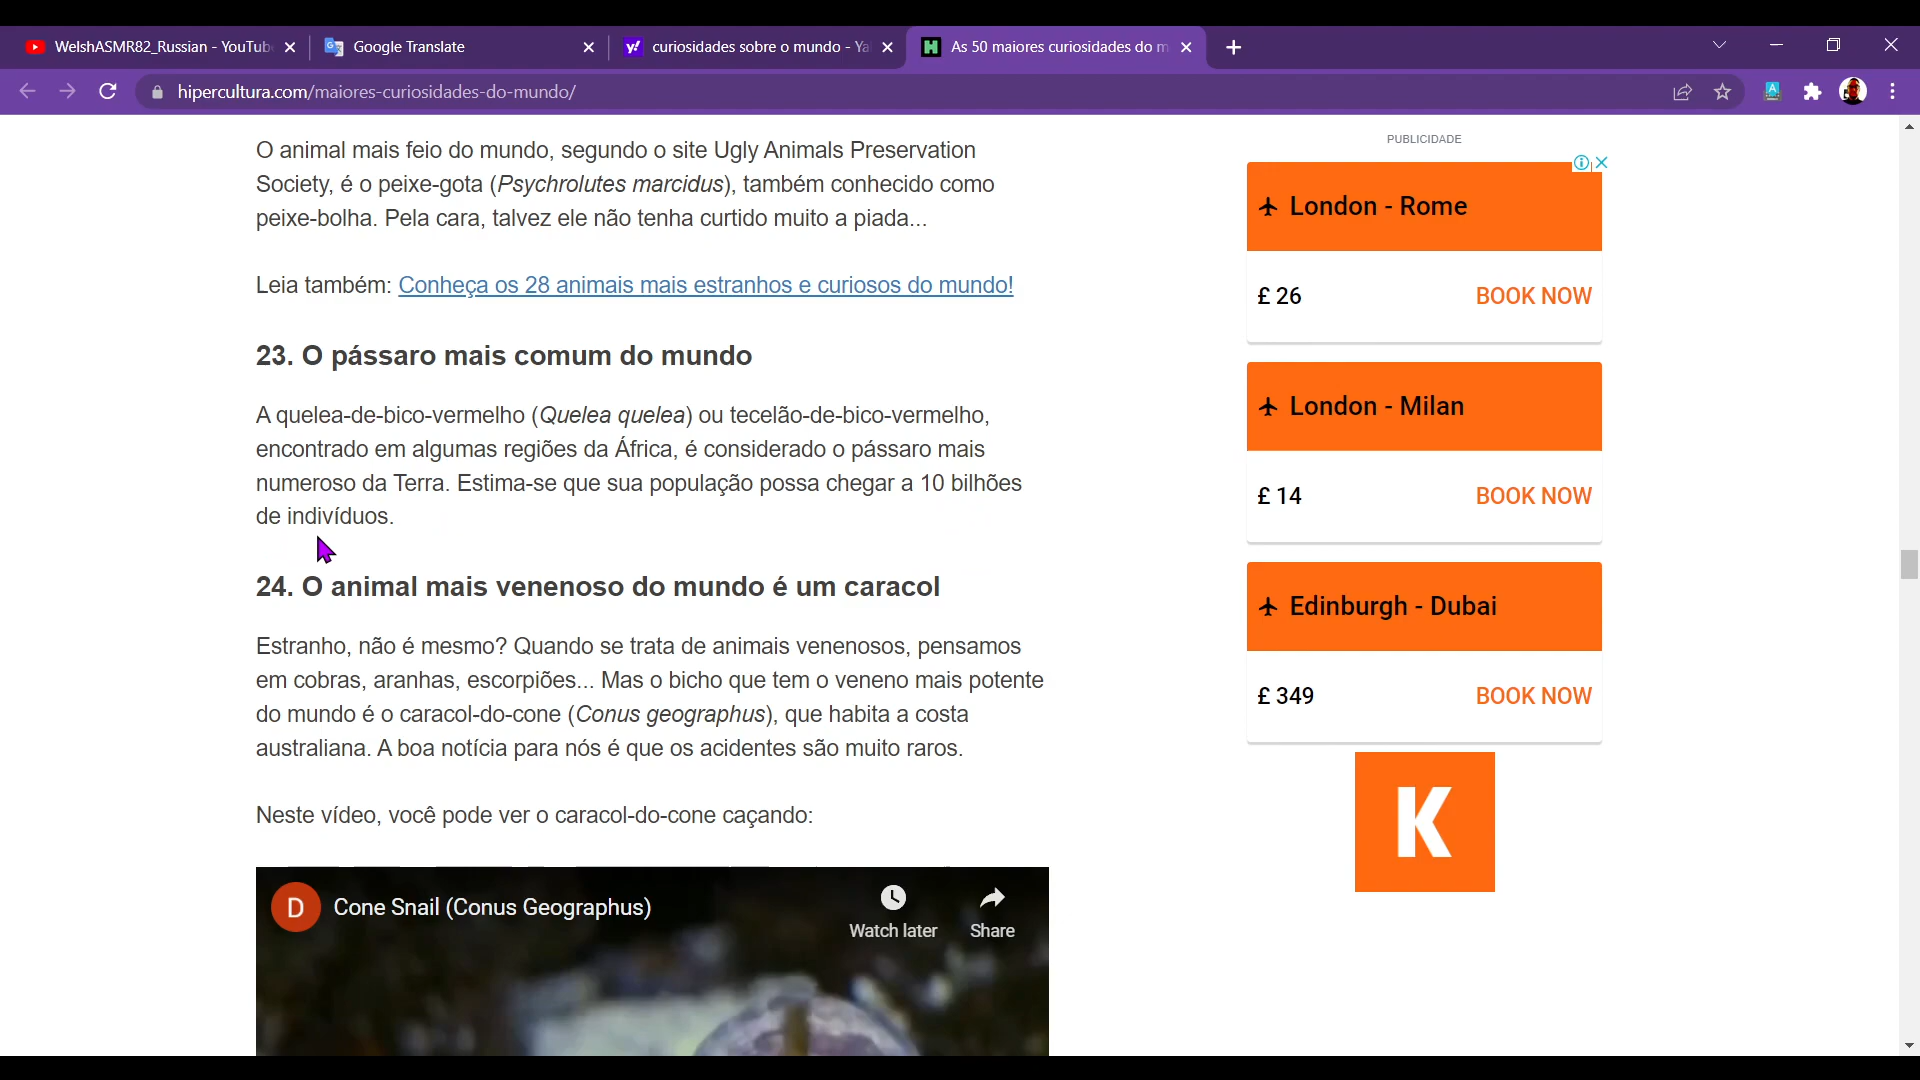 WelshASMR82_Russian - YouTub
Google Translate
curiosidades sobre o mundo - Ya
As 50 maiores curiosidades do m
hipercultura.com/maiores-curiosidades-do-mundo/
O animal mais feio do mundo, segundo o site Ugly Animals Preservation
Society, é o peixe-gota (Psychrolutes marcidus), também conhecido como
peixe-bolha. Pela cara, talvez ele não tenha curtido muito a piada...
Leia também: Conheça os 28 animais mais estranhos e curiosos do mundo!
23. O pássaro mais comum do mundo
A quelea-de-bico-vermelho (Quelea quelea) ou tecelão-de-bico-vermelho,
encontrado em algumas regiões da África, é considerado o pássaro mais
numeroso da Terra. Estima-se que sua população possa chegar a 10 bilhões
de indivíduos.
24. O animal mais venenoso do mundo é um caracol
Estranho, não é mesmo? Quando se trata de animais venenosos, pensamos
em cobras, aranhas, escorpiões... Mas o bicho que tem o veneno mais potente
do mundo é o caracol-do-cone (Conus geographus), que habita a costa
australiana. A boa notícia para nós é que os acidentes são muito raros.
Neste vídeo, você pode ver o caracol-do-cone caçando:
D
Cone Snail (Conus Geographus)
Watch later
Share
PUBLICIDADE
London - Rome
£ 26
BOOK NOW
London - Milan
£ 14
BOOK NOW
Edinburgh - Dubai
£ 349
BOOK NOW
K